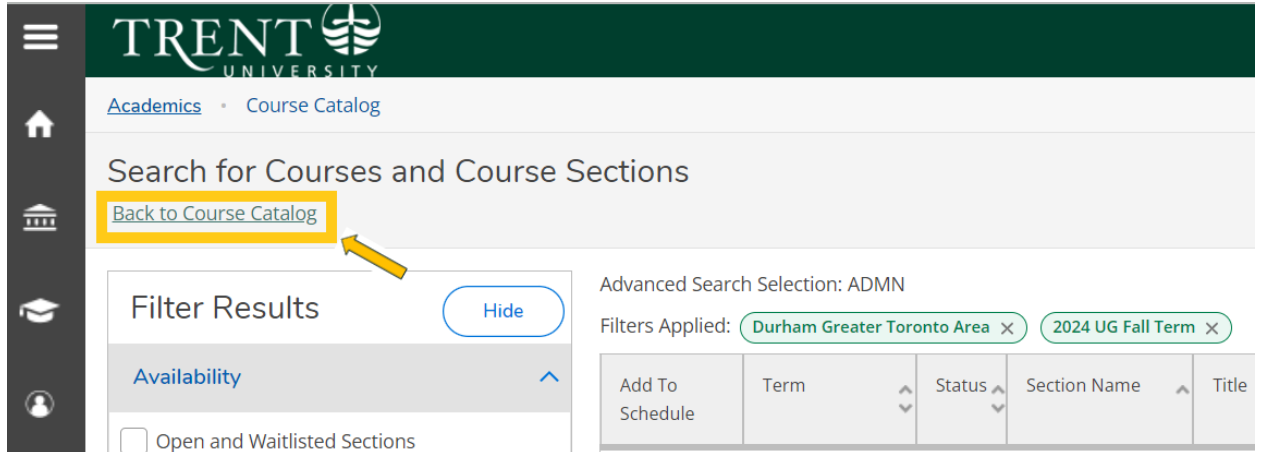 TRENT
UNIVERSITY
Academics • Course Catalog
Search for Courses and Course Sections
Back to Course Catalog
Filter Results
Hide
Availability
Open and Waitlisted Sections
Advanced Search Selection: ADMN
Filters Applied: Durham Greater Toronto Area × 2024 UG Fall Term ×
Add To Schedule Term Status Section Name Title